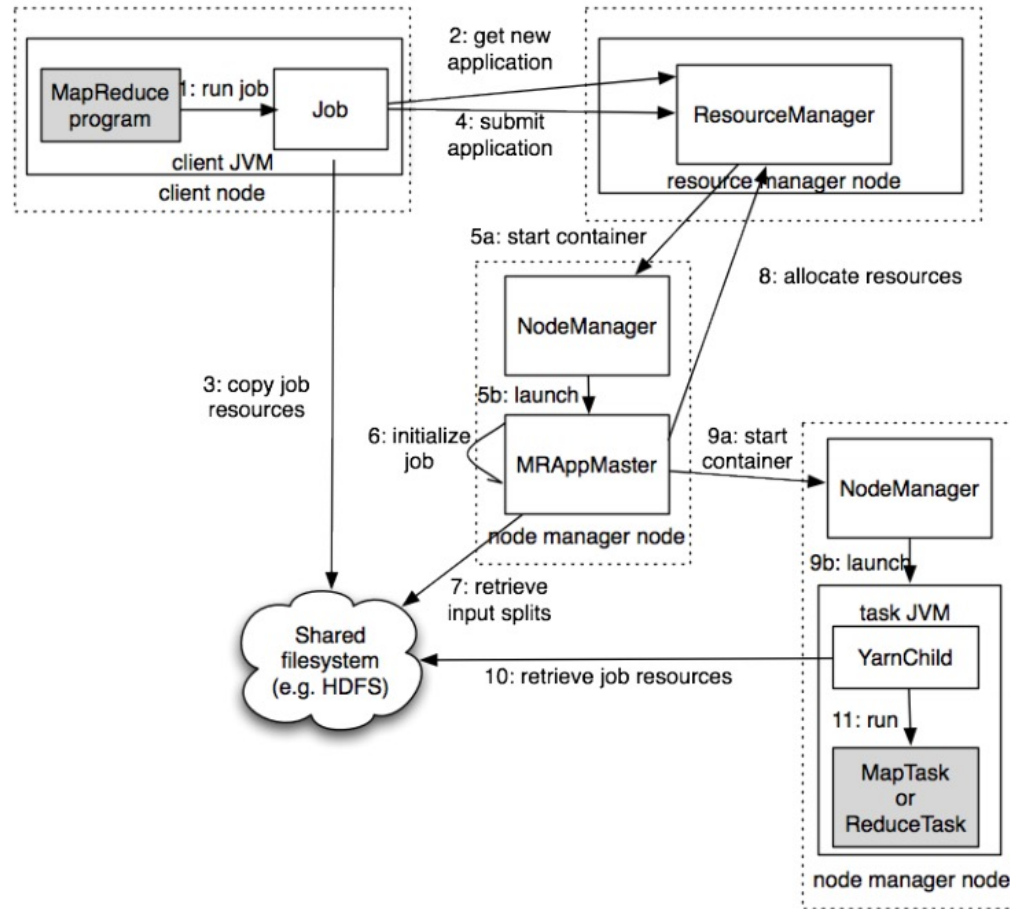 MapReduce
program
1: run job
Job
client JVM
client node
2: get new
application
4: submit
application
ResourceManager
resource manager node
5a: start container
8: allocate resources
NodeManager
5b: launch
3: copy job
resources
6: initialize
job
MRAppMaster
9a: start
container
node manager node
NodeManager
9b: launch
7: retrieve
input splits
task JVM
Shared
filesystem
(e.g. HDFS)
YarnChild
10: retrieve job resources
11: run
MapTask
or
ReduceTask
node manager node